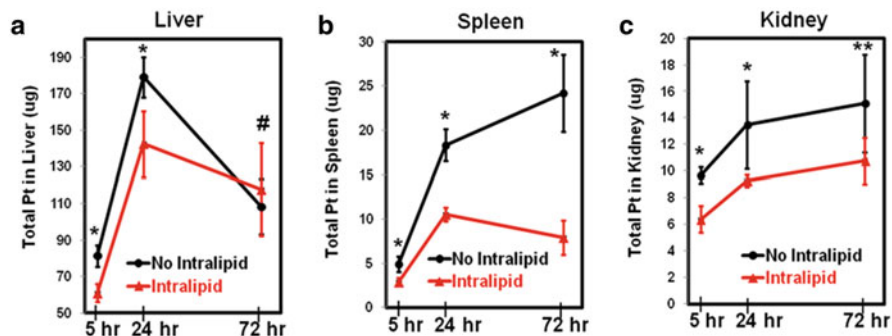 a
Liver
Total Pt in Liver (ug)
190
170
150
130
110
90
70
50
*
*
#
No Intralipid
Intralipid
5 hr
24 hr
72 hr
b
Spleen
Total Pt in Spleen (ug)
30
25
20
15
10
5
0
*
*
*
No Intralipid
Intralipid
5 hr
24 hr
72 hr
c
Kidney
Total Pt in Kidney (ug)
20
18
16
14
12
10
8
6
4
2
0
*
*
**
No Intralipid
Intralipid
5 hr
24 hr
72 hr